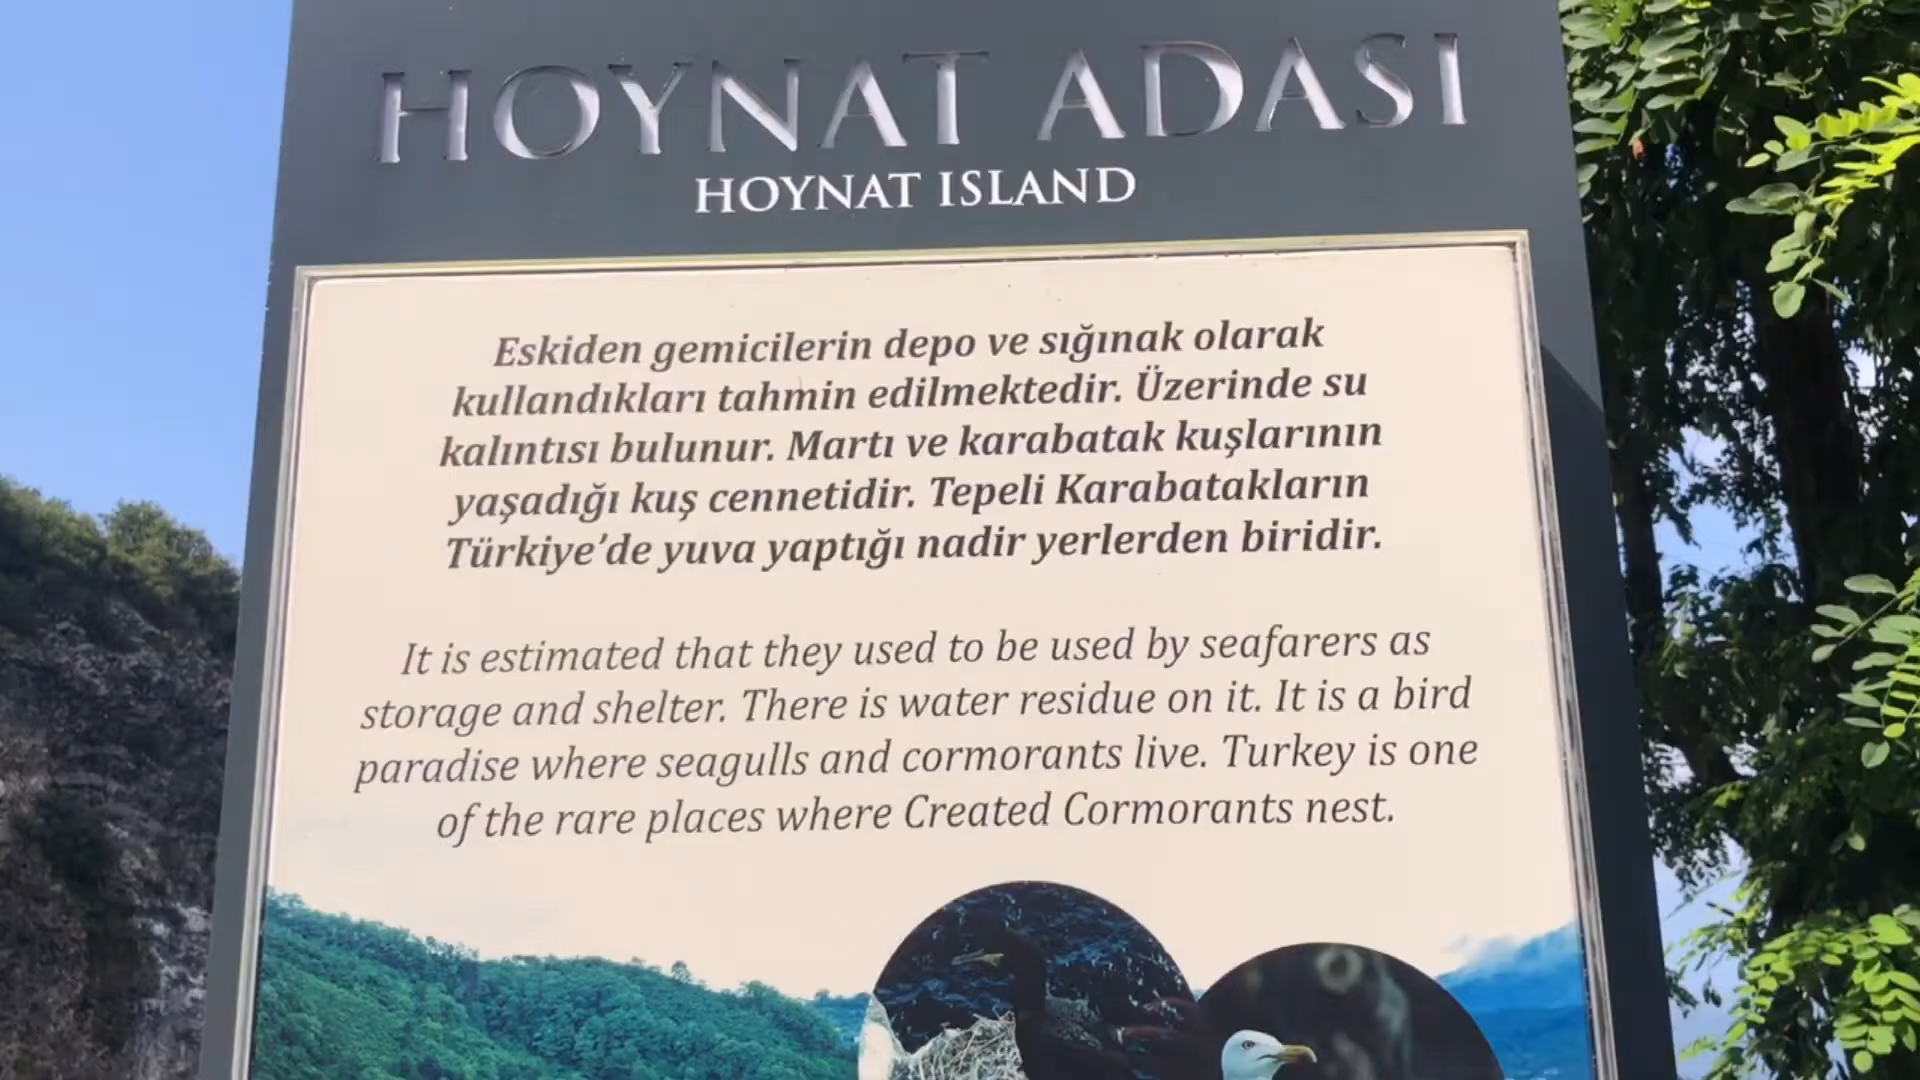 HOYNAT ADASI
HOYNAT ISLAND
Eskiden gemicilerin depo ve sığınak olarak
kullandıkları tahmin edilmektedir. Üzerinde su
kalıntısı bulunur. Martı ve karabatak kuşlarının
yaşadığı kuş cennetidir. Tepeli Karabatakların
Türkiye’de yuva yaptığı nadir yerlerden biridir.
It is estimated that they used to be used by seafarers as
storage and shelter. There is water residue on it. It is a bird
paradise where seagulls and cormorants live. Turkey is one
of the rare places where Created Cormorants nest.